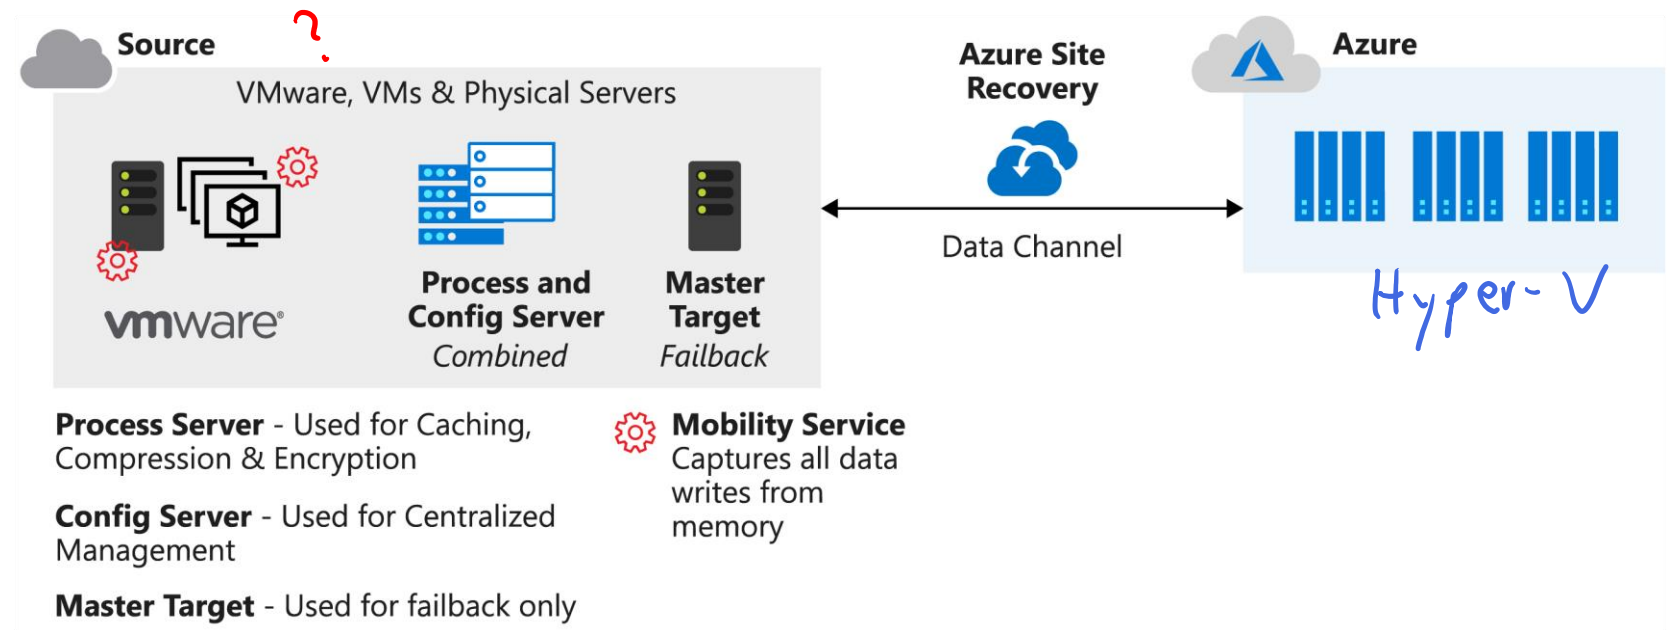 Source
?
VMware, VMs & Physical Servers
vmware®
Process and
Config Server
Combined
Master
Target
Failback
Azure Site
Recovery
Data Channel
Azure
Hyper-V
Process Server - Used for Caching,
Compression & Encryption
Config Server - Used for Centralized
Management
Master Target - Used for failback only
Mobility Service
Captures all data
writes from
memory